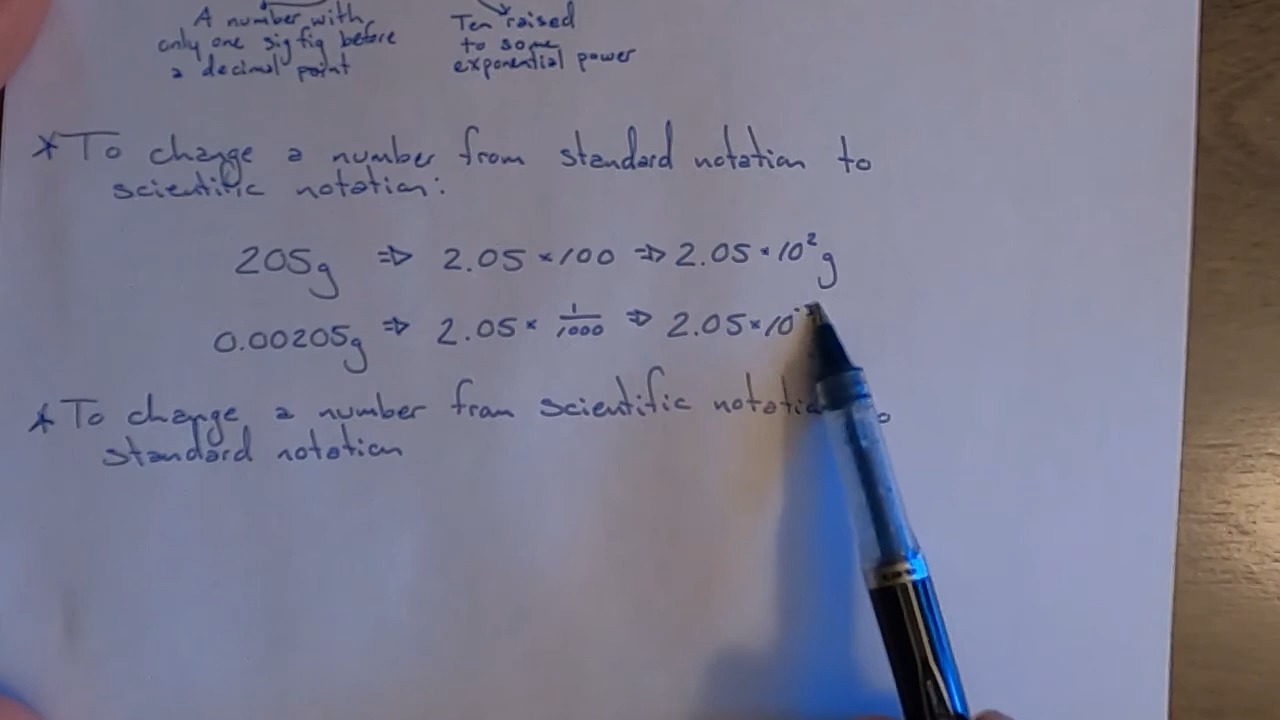 A number with
only one sig fig before
a decimal point
Ten raised
to some
exponential power
* To change a number from standard notation to
scientific notation:
205g ⇒ 2.05 × 100 ⇒ 2.05 × 10² g
0.00205g ⇒ 2.05 × 1/1000 ⇒ 2.05 × 10
* To change a number from scientific
standard notation